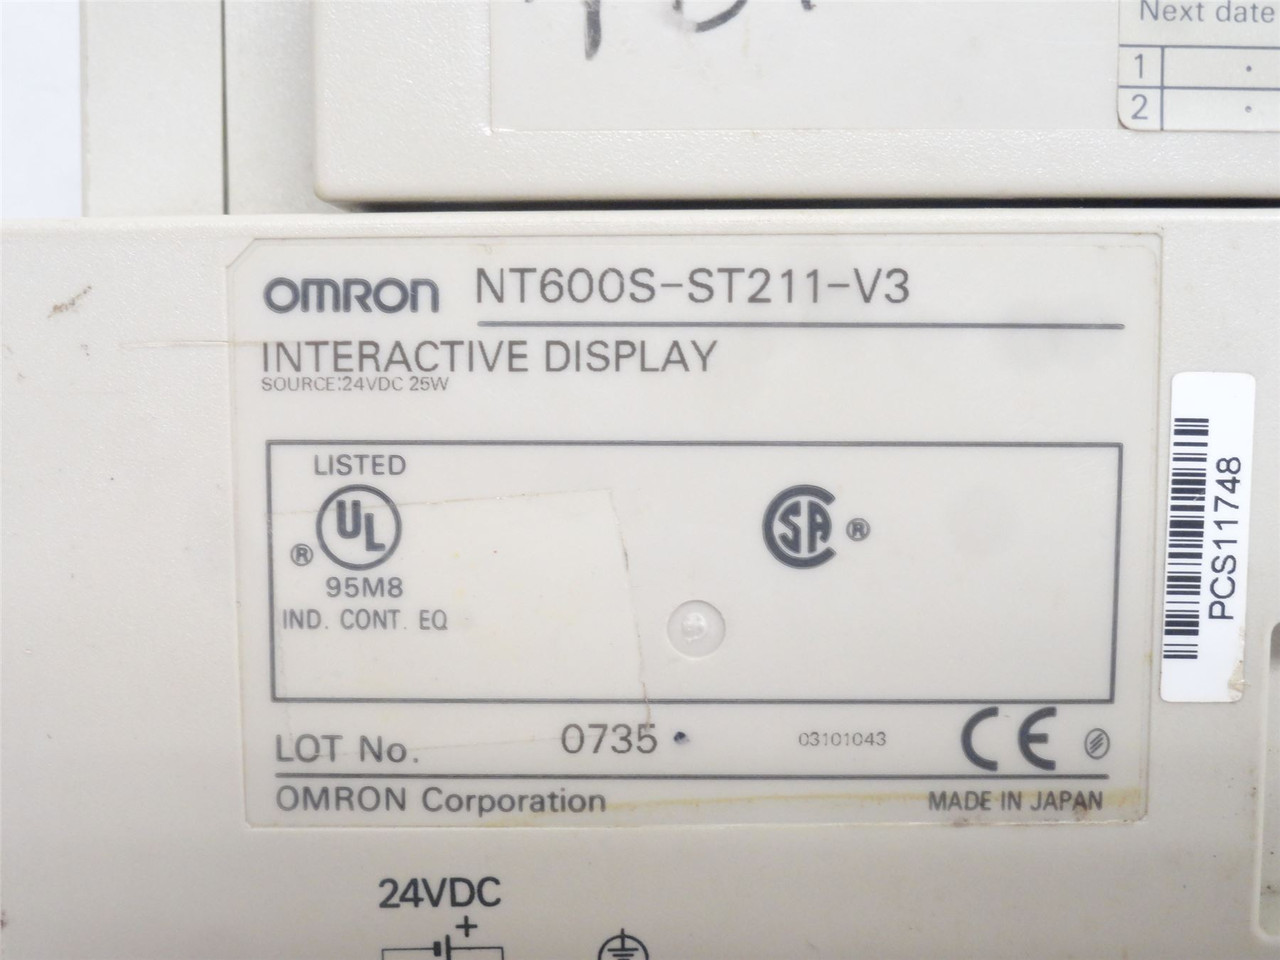 Next date
1
2
OMRON NT600S-ST211-V3
INTERACTIVE DISPLAY
SOURCE:24VDC 25W
LISTED
UL
®
95M8
IND. CONT. EQ
SA ®
PCS11748
LOT No. 0735 03101043 CE
OMRON Corporation MADE IN JAPAN
24VDC
+